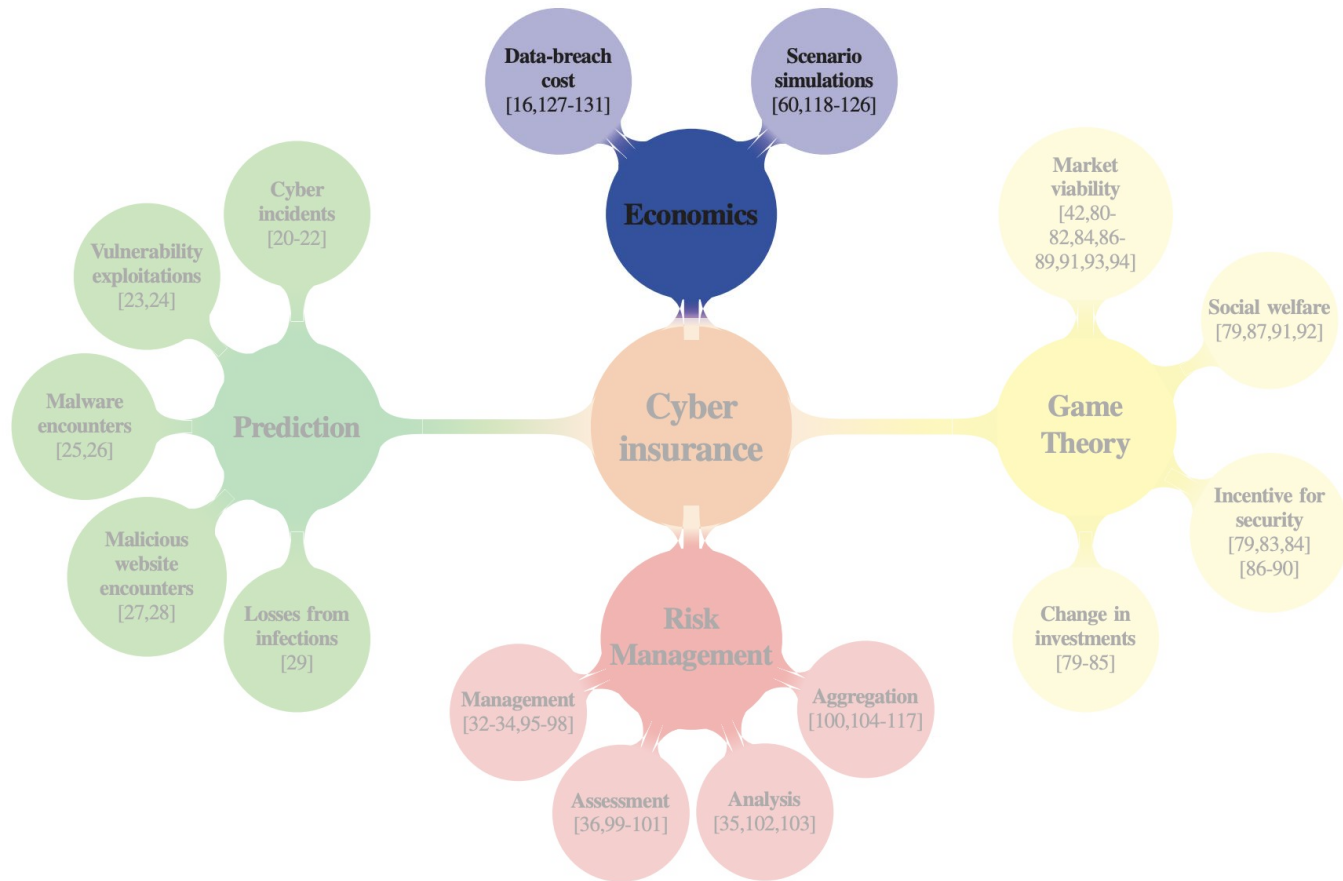 Data-breach
cost
[16,127-131]
Scenario
simulations
[60,118-126]
Economics
Cyber
incidents
[20-22]
Vulnerability
exploitations
[23,24]
Malware
encounters
[25,26]
Malicious
website
encounters
[27,28]
Losses from
infections
[29]
Prediction
Cyber
insurance
Market
viability
[42,80-
82,84,86-
89,91,93,94]
Social welfare
[79,87,91,92]
Game
Theory
Incentive for
security
[79,83,84]
[86-90]
Change in
investments
[79-85]
Risk
Management
Management
[32-34,95-98]
Assessment
[36,99-101]
Analysis
[35,102,103]
Aggregation
[100,104-117]